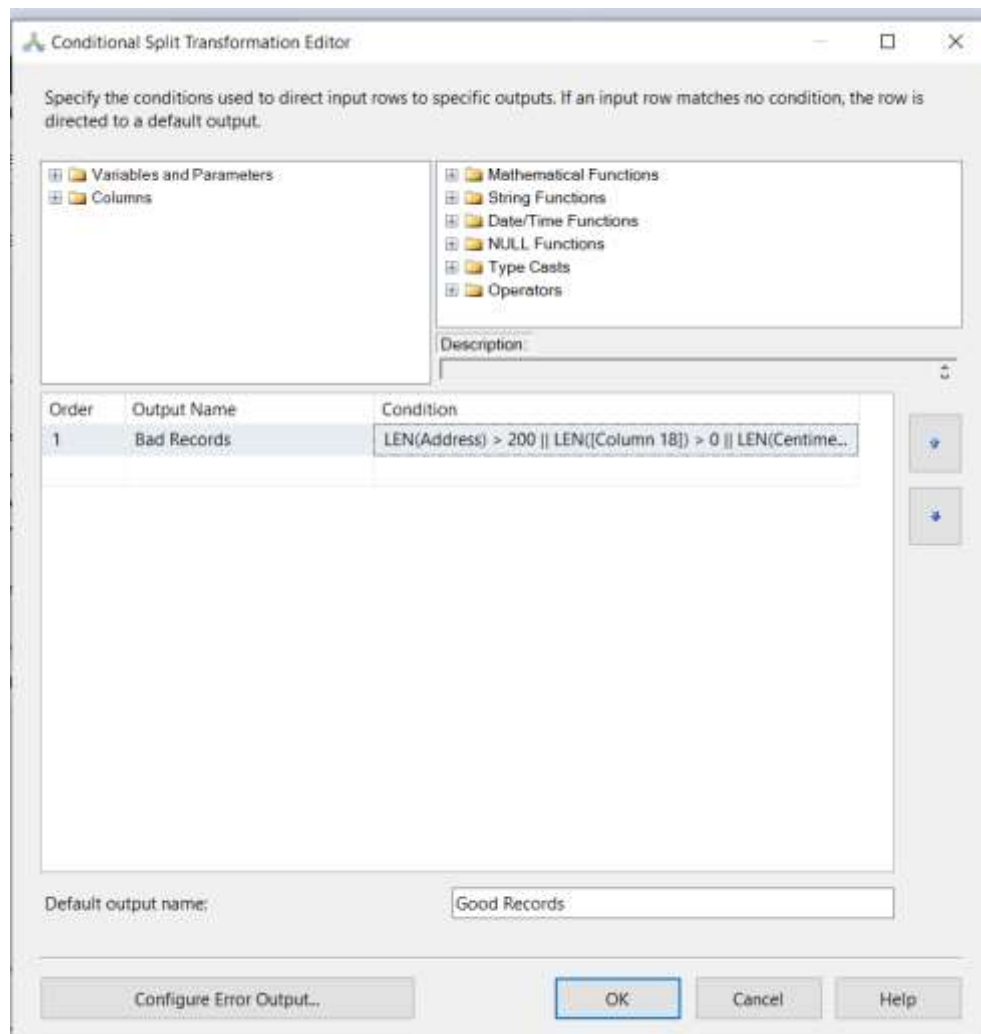 Conditional Split Transformation Editor
Specify the conditions used to direct input rows to specific outputs. If an input row matches no condition, the row is
directed to a default output.
Variables and Parameters
Columns
Mathematical Functions
String Functions
Date/Time Functions
NULL Functions
Type Casts
Operators
Description:
Order Output Name Condition
1 Bad Records LEN(Address) > 200 || LEN([Column 18]) > 0 || LEN(Centime...
Default output name: Good Records
Configure Error Output... OK Cancel Help